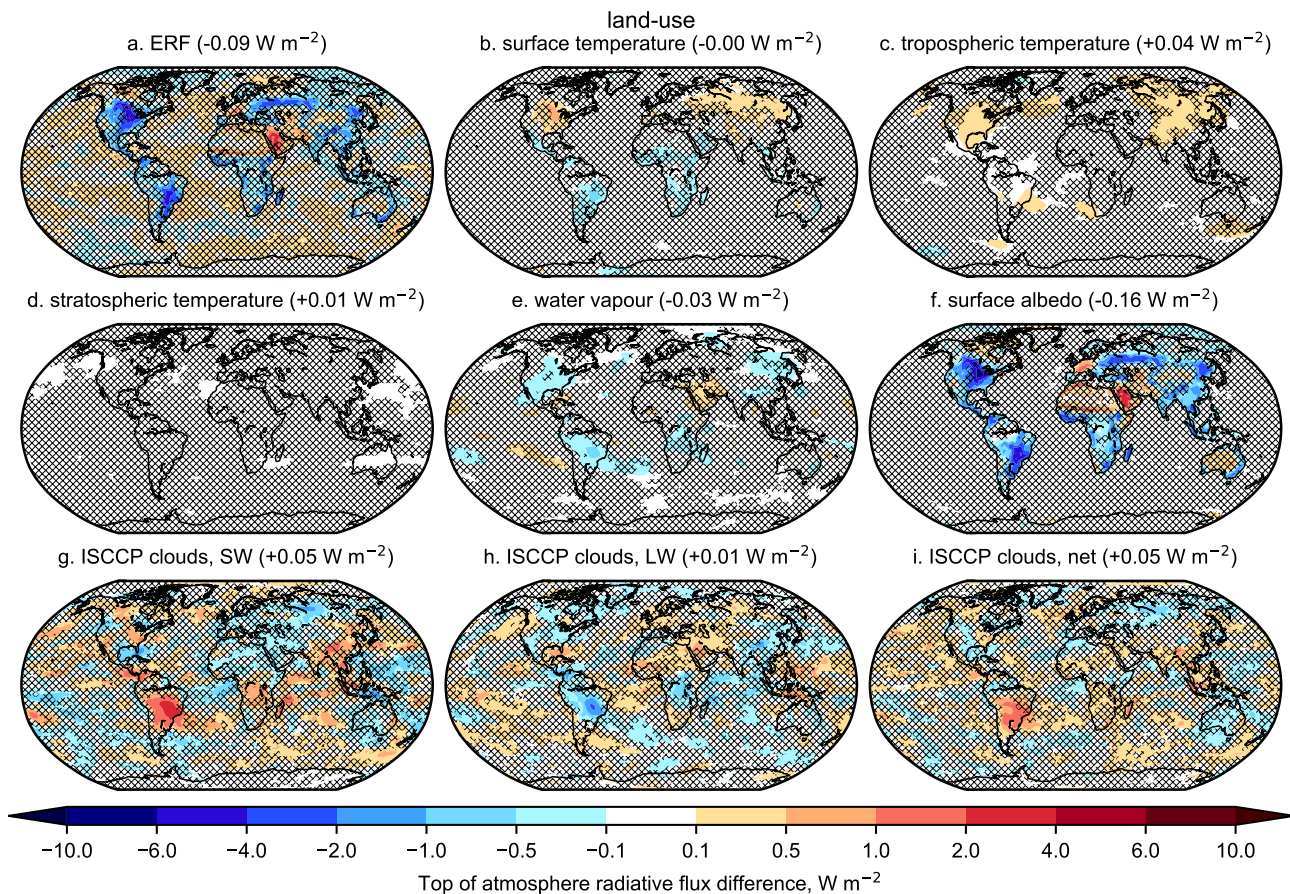 land-use
a. ERF (-0.09 W m⁻²)
b. surface temperature (-0.00 W m⁻²)
c. tropospheric temperature (+0.04 W m⁻²)
d. stratospheric temperature (+0.01 W m⁻²)
e. water vapour (-0.03 W m⁻²)
f. surface albedo (-0.16 W m⁻²)
g. ISCCP clouds, SW (+0.05 W m⁻²)
h. ISCCP clouds, LW (+0.01 W m⁻²)
i. ISCCP clouds, net (+0.05 W m⁻²)
−10.0 −6.0 −4.0 −2.0 −1.0 −0.5 −0.1 0.1 0.5 1.0 2.0 4.0 6.0 10.0
Top of atmosphere radiative flux difference, W m⁻²